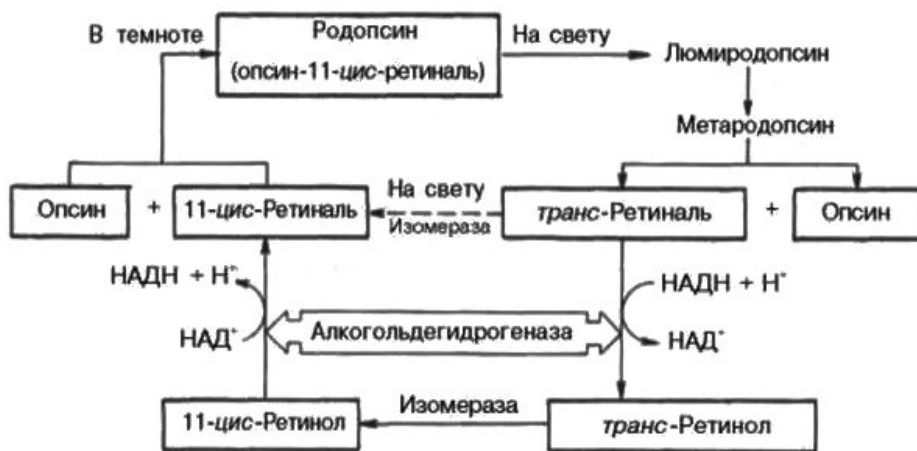 В темноте
Родопсин
(опсин-11-цис-ретиналь)
На свету
Люмиродопсин
Метародопсин
Опсин
+
11-цис-Ретиналь
На свету
Изомераза
транс-Ретиналь
+
Опсин
НАДН + Н⁺
НАД⁺
Алкогольдегидрогеназа
НАДН + Н⁺
НАД⁺
11-цис-Ретинол
Изомераза
транс-Ретинол